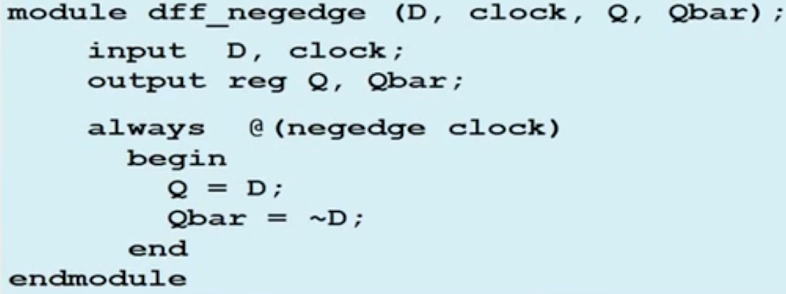 module dff_negedge (D, clock, Q, Qbar);
input D, clock;
output reg Q, Qbar;
always @(negedge clock)
begin
Q = D;
Qbar = ~D;
end
endmodule